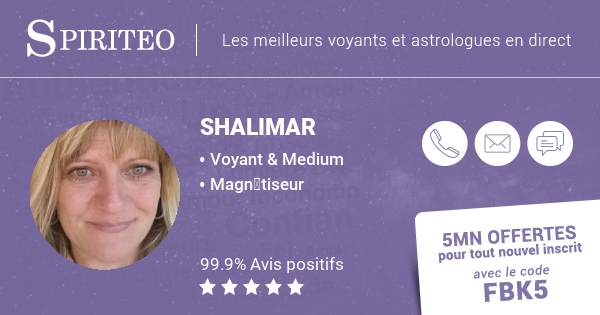 SPIRITEO
Les meilleurs voyants et astrologues en direct
SHALIMAR
• Voyant & Medium
• Magn▯tiseur
99.9% Avis positifs
5MN OFFERTES
pour tout nouvel inscrit
avec le code
FBK5